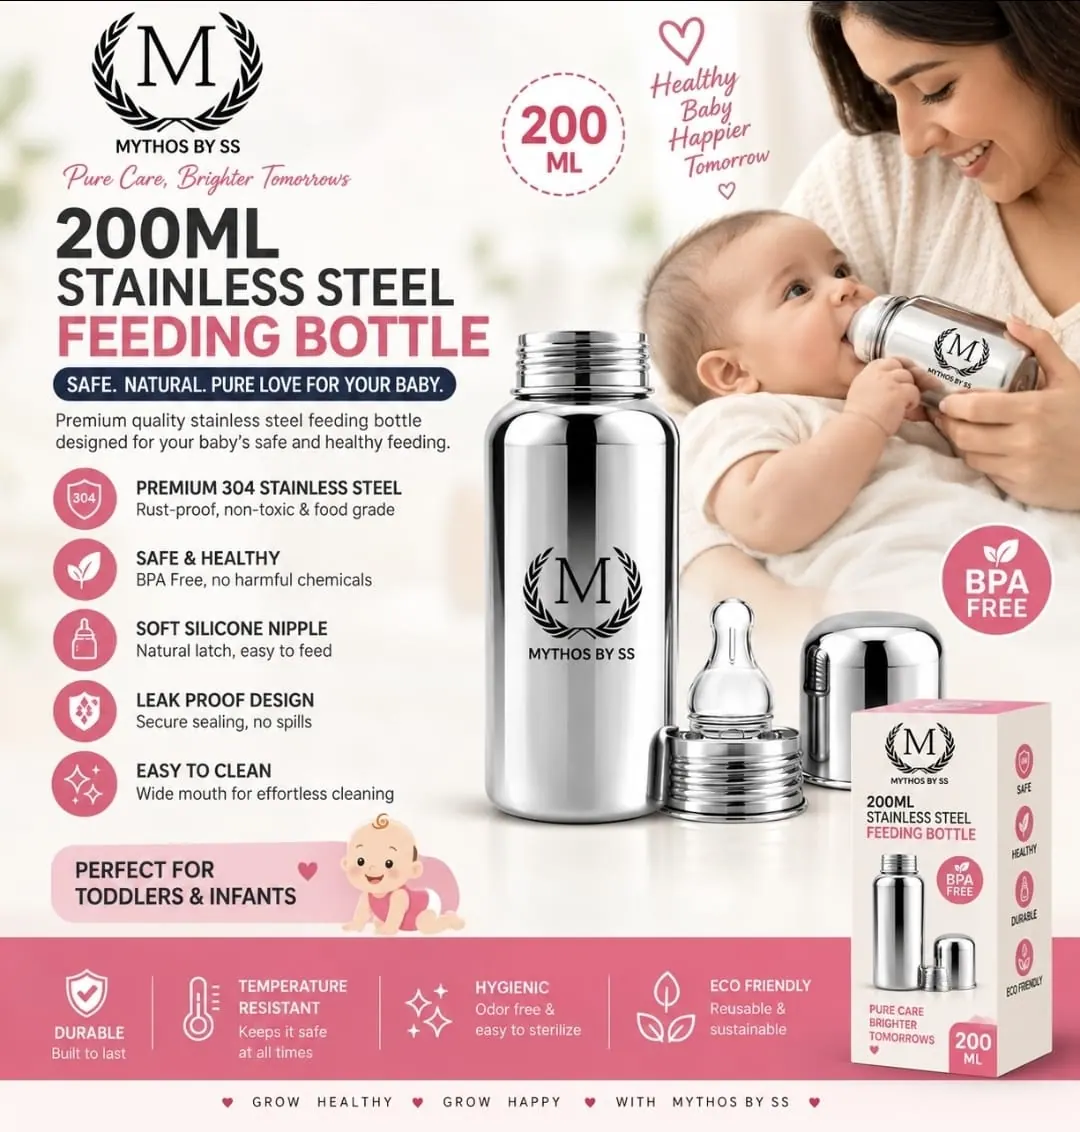 M
MYTHOS BY SS
Pure Care, Brighter Tomorrows
200ML
STAINLESS STEEL
FEEDING BOTTLE
SAFE. NATURAL. PURE LOVE FOR YOUR BABY.
Premium quality stainless steel feeding bottle
designed for your baby's safe and healthy feeding.
304
PREMIUM 304 STAINLESS STEEL
Rust-proof, non-toxic & food grade
SAFE & HEALTHY
BPA Free, no harmful chemicals
SOFT SILICONE NIPPLE
Natural latch, easy to feed
LEAK PROOF DESIGN
Secure sealing, no spills
EASY TO CLEAN
Wide mouth for effortless cleaning
PERFECT FOR
TODDLERS & INFANTS
200
ML
Healthy
Baby
Happier
Tomorrow
M
MYTHOS BY SS
M
MYTHOS BY SS
BPA
FREE
M
MYTHOS BY SS
200ML
STAINLESS STEEL
FEEDING BOTTLE
BPA
FREE
PURE CARE
BRIGHTER
TOMORROWS
200
ML
SAFE
HEALTHY
DURABLE
ECO FRIENDLY
DURABLE
Built to last
TEMPERATURE
RESISTANT
Keeps it safe
at all times
HYGIENIC
Odor free &
easy to sterilize
ECO FRIENDLY
Reusable &
sustainable
GROW HEALTHY ♥ GROW HAPPY ♥ WITH MYTHOS BY SS